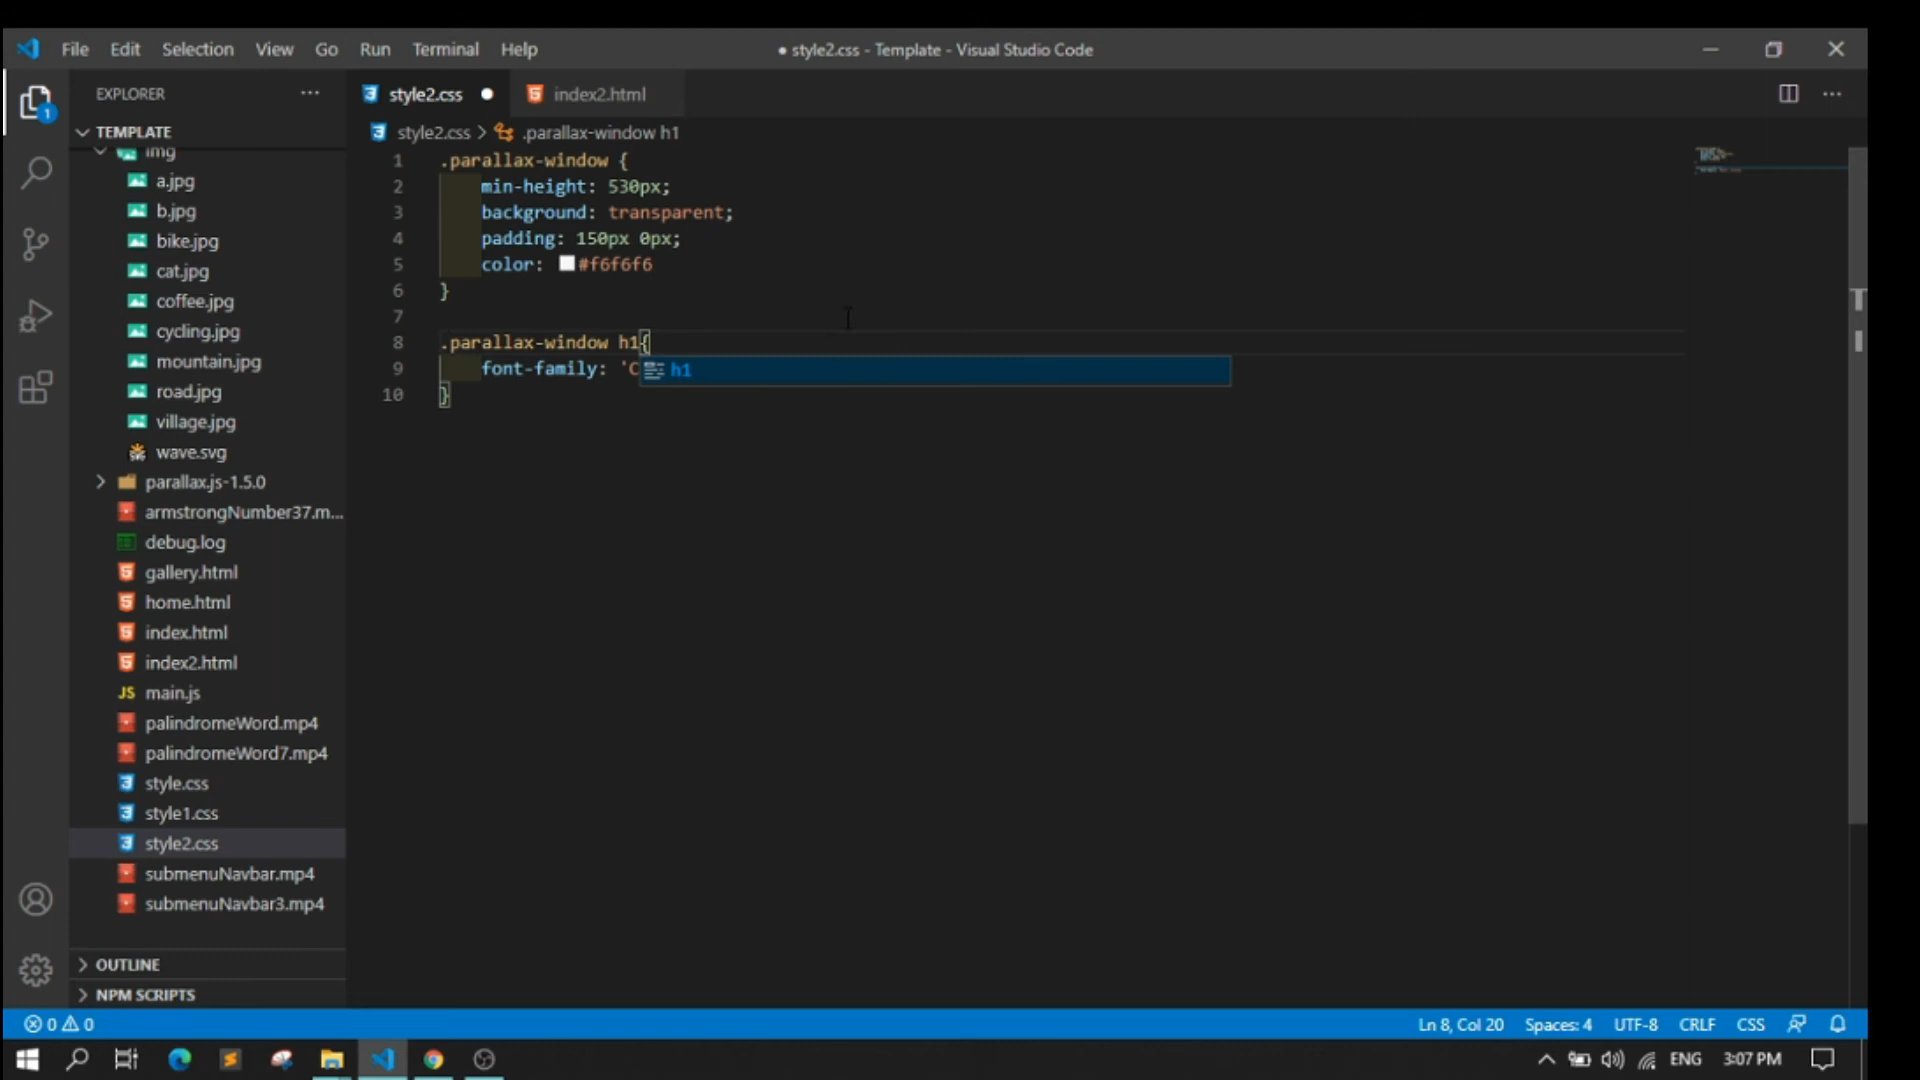 File Edit Selection View Go Run Terminal Help
● style2.css - Template - Visual Studio Code
EXPLORER
TEMPLATE
img
a.jpg
b.jpg
bike.jpg
cat.jpg
coffee.jpg
cycling.jpg
mountain.jpg
road.jpg
village.jpg
wave.svg
parallax.js-1.5.0
armstrongNumber37.m...
debug.log
gallery.html
home.html
index.html
index2.html
JS main.js
palindromeWord.mp4
palindromeWord7.mp4
style.css
style1.css
style2.css
submenuNavbar.mp4
submenuNavbar3.mp4
OUTLINE
NPM SCRIPTS
1
style2.css index2.html
style2.css > .parallax-window h1
1 .parallax-window {
2 min-height: 530px;
3 background: transparent;
4 padding: 150px 0px;
5 color: #f6f6f6
6 }
7
8 .parallax-window h1{
9 font-family: 'C
h1
10 }
0 0 Ln 8, Col 20 Spaces: 4 UTF-8 CRLF CSS
ENG 3:07 PM